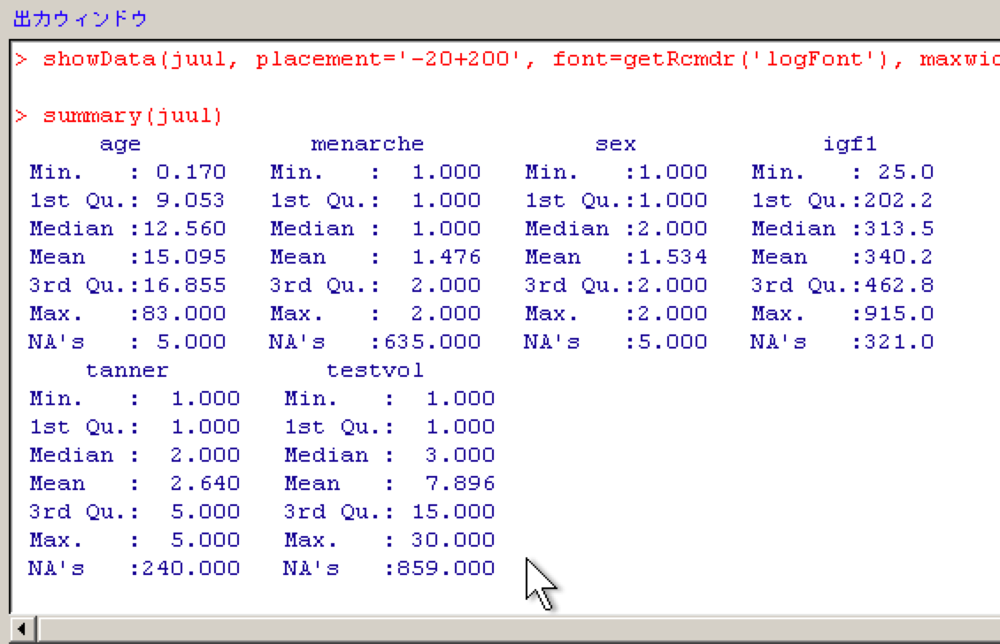 出力ウィンドウ
> showData(juul, placement='-20+200', font=getRcmdr('logFont'), maxwid
> summary(juul)
age menarche sex igf1
Min. : 0.170 Min. : 1.000 Min. :1.000 Min. : 25.0
1st Qu.: 9.053 1st Qu.: 1.000 1st Qu.:1.000 1st Qu.:202.2
Median :12.560 Median : 1.000 Median :2.000 Median :313.5
Mean :15.095 Mean : 1.476 Mean :1.534 Mean :340.2
3rd Qu.:16.855 3rd Qu.: 2.000 3rd Qu.:2.000 3rd Qu.:462.8
Max. :83.000 Max. : 2.000 Max. :2.000 Max. :915.0
NA's : 5.000 NA's :635.000 NA's :5.000 NA's :321.0
tanner testvol
Min. : 1.000 Min. : 1.000
1st Qu.: 1.000 1st Qu.: 1.000
Median : 2.000 Median : 3.000
Mean : 2.640 Mean : 7.896
3rd Qu.: 5.000 3rd Qu.: 15.000
Max. : 5.000 Max. : 30.000
NA's :240.000 NA's :859.000